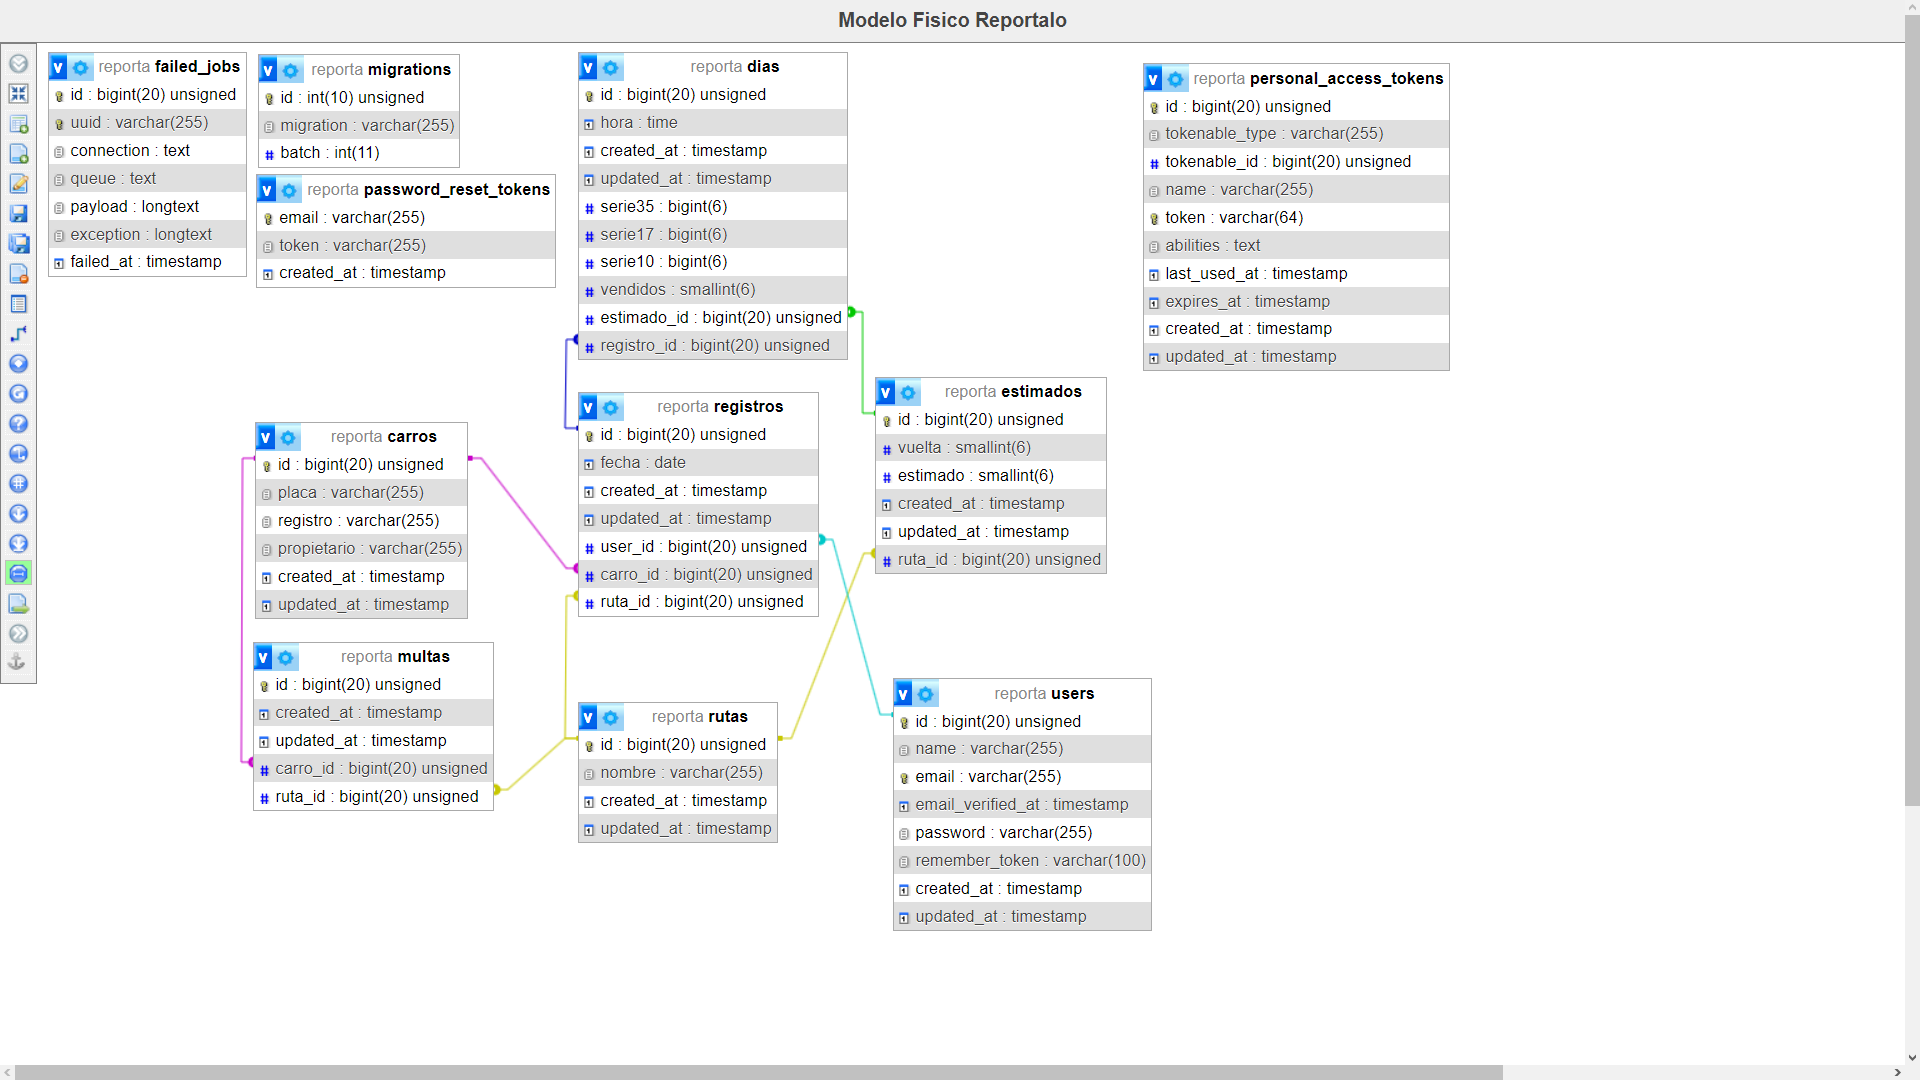 Modelo Fisico Reportalo
reporta failed_jobs
id : bigint(20) unsigned
uuid : varchar(255)
connection : text
queue : text
payload : longtext
exception : longtext
failed_at : timestamp
reporta migrations
id : int(10) unsigned
migration : varchar(255)
batch : int(11)
reporta password_reset_tokens
email : varchar(255)
token : varchar(255)
created_at : timestamp
reporta dias
id : bigint(20) unsigned
hora : time
created_at : timestamp
updated_at : timestamp
serie35 : bigint(6)
serie17 : bigint(6)
serie10 : bigint(6)
vendidos : smallint(6)
estimado_id : bigint(20) unsigned
registro_id : bigint(20) unsigned
reporta personal_access_tokens
id : bigint(20) unsigned
tokenable_type : varchar(255)
tokenable_id : bigint(20) unsigned
name : varchar(255)
token : varchar(64)
abilities : text
last_used_at : timestamp
expires_at : timestamp
created_at : timestamp
updated_at : timestamp
reporta carros
id : bigint(20) unsigned
placa : varchar(255)
registro : varchar(255)
propietario : varchar(255)
created_at : timestamp
updated_at : timestamp
reporta registros
id : bigint(20) unsigned
fecha : date
created_at : timestamp
updated_at : timestamp
user_id : bigint(20) unsigned
carro_id : bigint(20) unsigned
ruta_id : bigint(20) unsigned
reporta estimados
id : bigint(20) unsigned
vuelta : smallint(6)
estimado : smallint(6)
created_at : timestamp
updated_at : timestamp
ruta_id : bigint(20) unsigned
reporta multas
id : bigint(20) unsigned
created_at : timestamp
updated_at : timestamp
carro_id : bigint(20) unsigned
ruta_id : bigint(20) unsigned
reporta rutas
id : bigint(20) unsigned
nombre : varchar(255)
created_at : timestamp
updated_at : timestamp
reporta users
id : bigint(20) unsigned
name : varchar(255)
email : varchar(255)
email_verified_at : timestamp
password : varchar(255)
remember_token : varchar(100)
created_at : timestamp
updated_at : timestamp